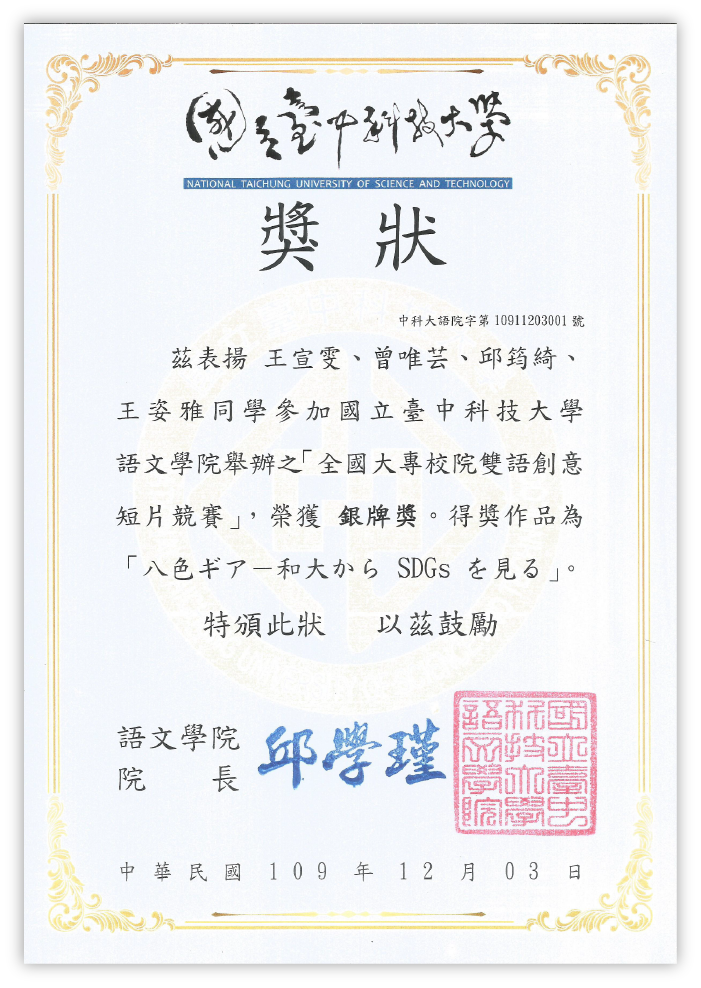 國立臺中科技大學
NATIONAL TAICHUNG UNIVERSITY OF SCIENCE AND TECHNOLOGY
獎狀
中科大語院字第 10911203001 號
茲表揚 王宣雯、曾唯芸、邱筠綺、
王姿雅同學參加國立臺中科技大學
語文學院舉辦之「全國大專校院雙語創意
短片競賽」，榮獲 銀牌獎。得獎作品為
「八色ギア－和大から SDGs を見る」。
特頒此狀 以茲鼓勵
語文學院
院長 邱學瑾
國立臺中科技大學語文學院
中華民國 109 年 12 月 03 日